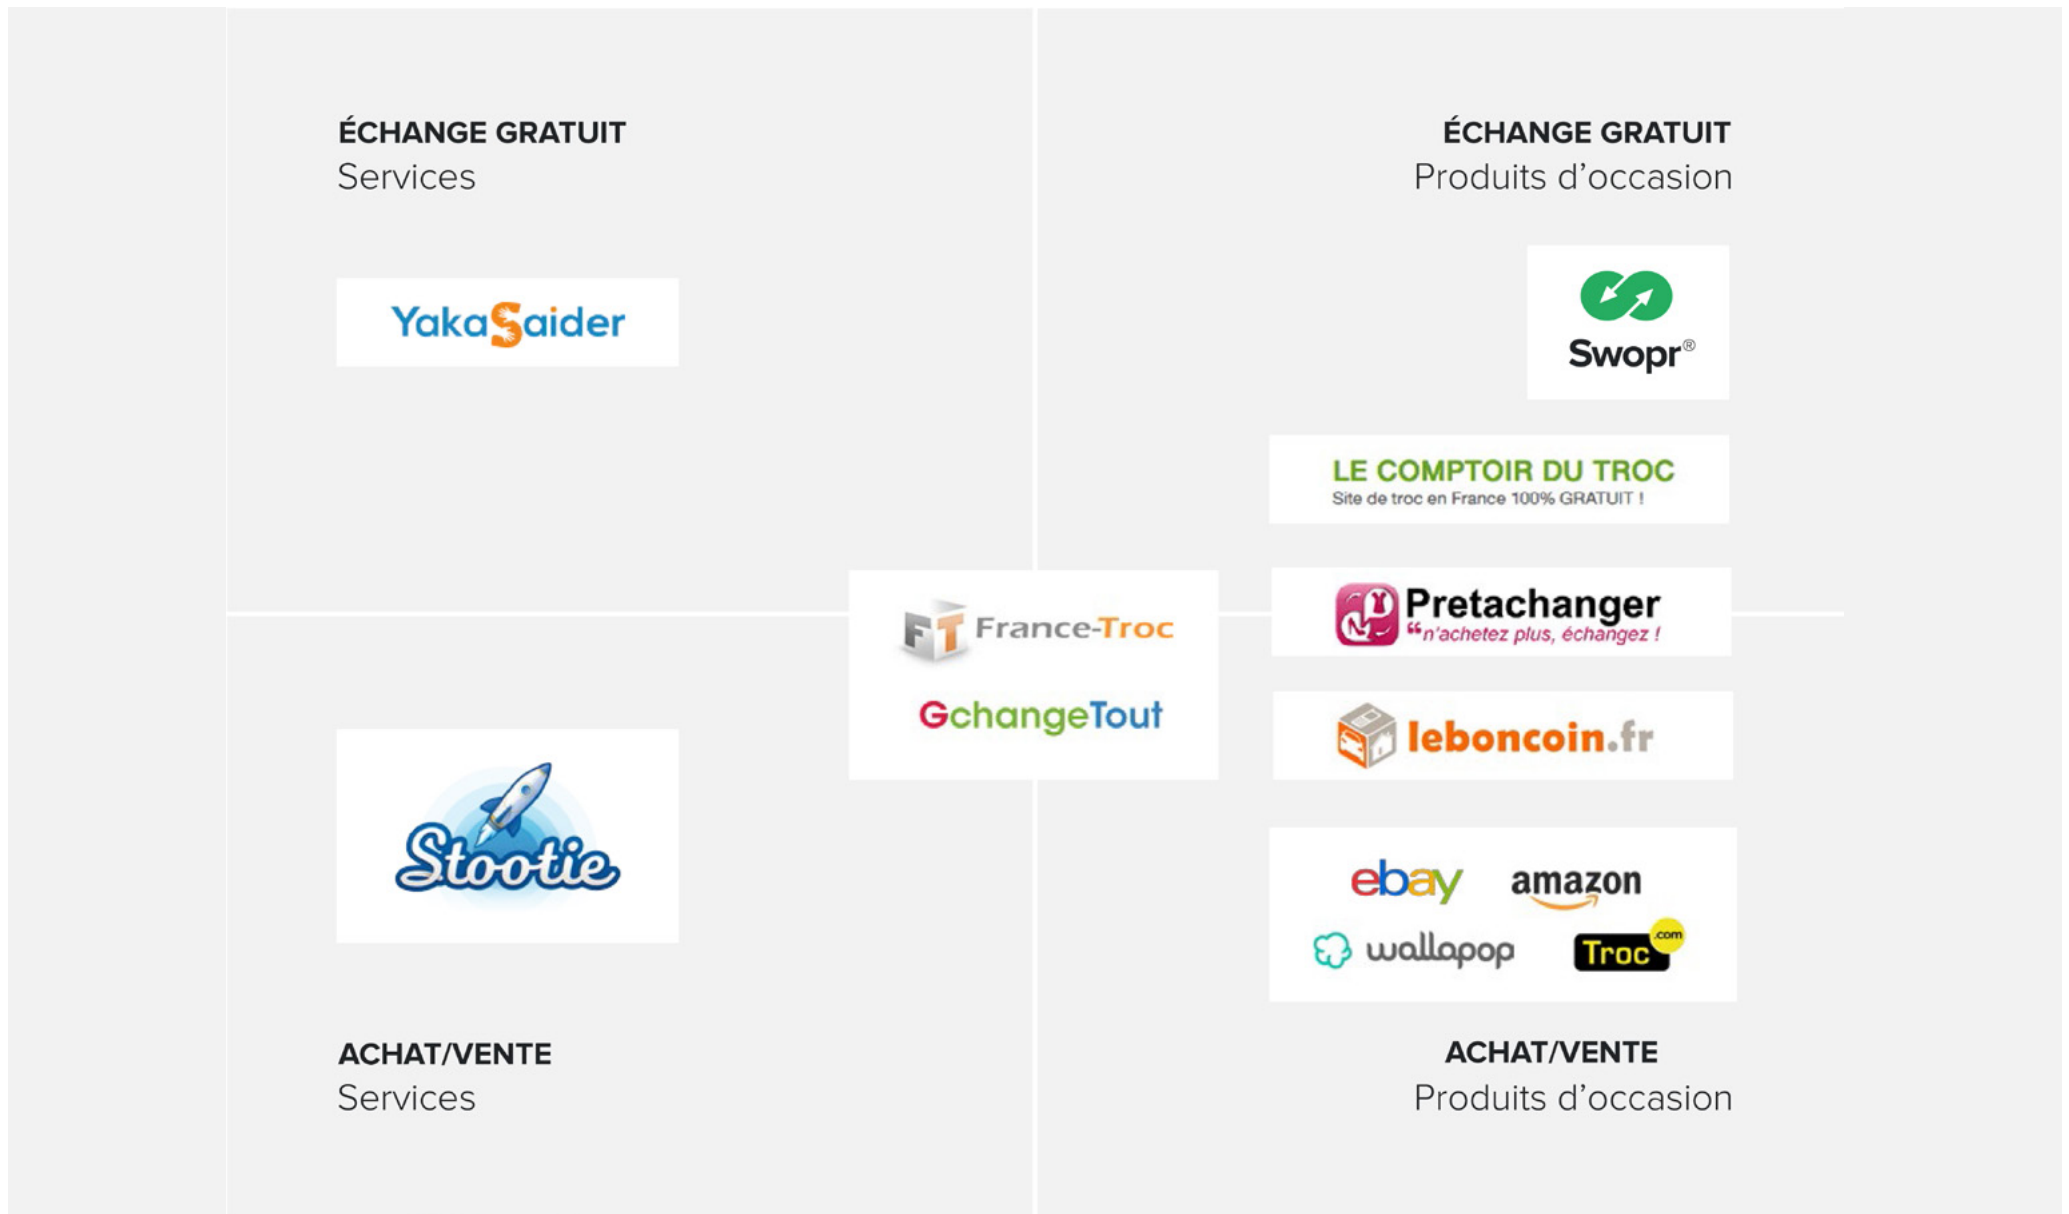 ÉCHANGE GRATUIT
Services
YakaSaider
ÉCHANGE GRATUIT
Produits d’occasion
Swopr®
LE COMPTOIR DU TROC
Site de troc en France 100% GRATUIT !
FT France-Troc
GchangeTout
Pretachanger
“n'achetez plus, échangez !
leboncoin.fr
Stootie
ebay amazon
wallapop Troc.com
ACHAT/VENTE
Services
ACHAT/VENTE
Produits d’occasion